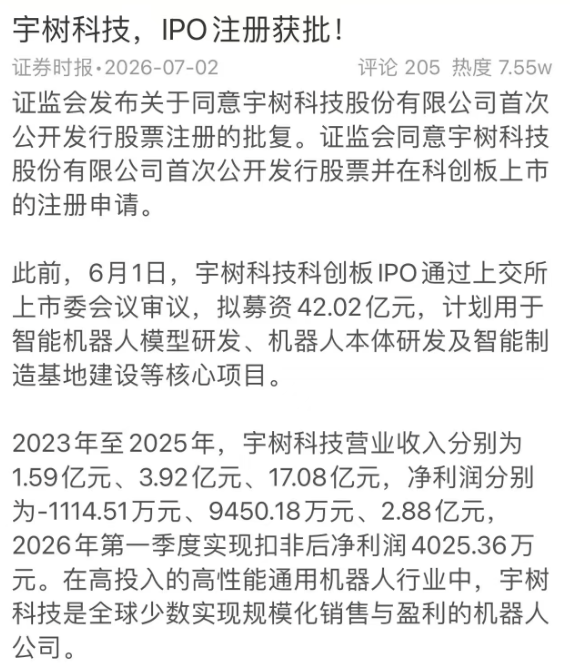 宇树科技，IPO注册获批！
证券时报•2026-07-02 评论 205 热度 7.55w
证监会发布关于同意宇树科技股份有限公司首次
公开发行股票注册的批复。证监会同意宇树科技
股份有限公司首次公开发行股票并在科创板上市
的注册申请。
此前，6月1日，宇树科技科创板IPO通过上交所
上市委会议审议，拟募资42.02亿元，计划用于
智能机器人模型研发、机器人本体研发及智能制
造基地建设等核心项目。
2023年至2025年，宇树科技营业收入分别为
1.59亿元、3.92亿元、17.08亿元，净利润分别
为-1114.51万元、9450.18万元、2.88亿元，
2026年第一季度实现扣非后净利润4025.36万
元。在高投入的高性能通用机器人行业中，宇树
科技是全球少数实现规模化销售与盈利的机器人
公司。